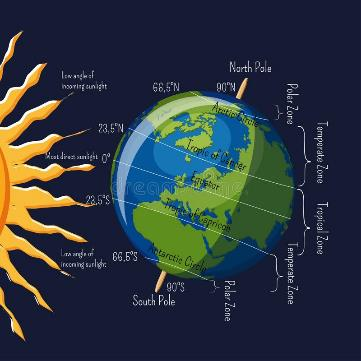 North Pole
Low angle of
incoming sunlight
66,5°N
90°N
Arctic Circle
Polar Zone
23,5°N
Temperate Zone
Most direct sunlight
0°
Tropic of Cancer
Equator
23,5°S
Tropic of Capricorn
Tropical Zone
Low angle of
incoming sunlight
66,5°S
Antarctic Circle
Temperate Zone
90°S
Polar Zone
South Pole